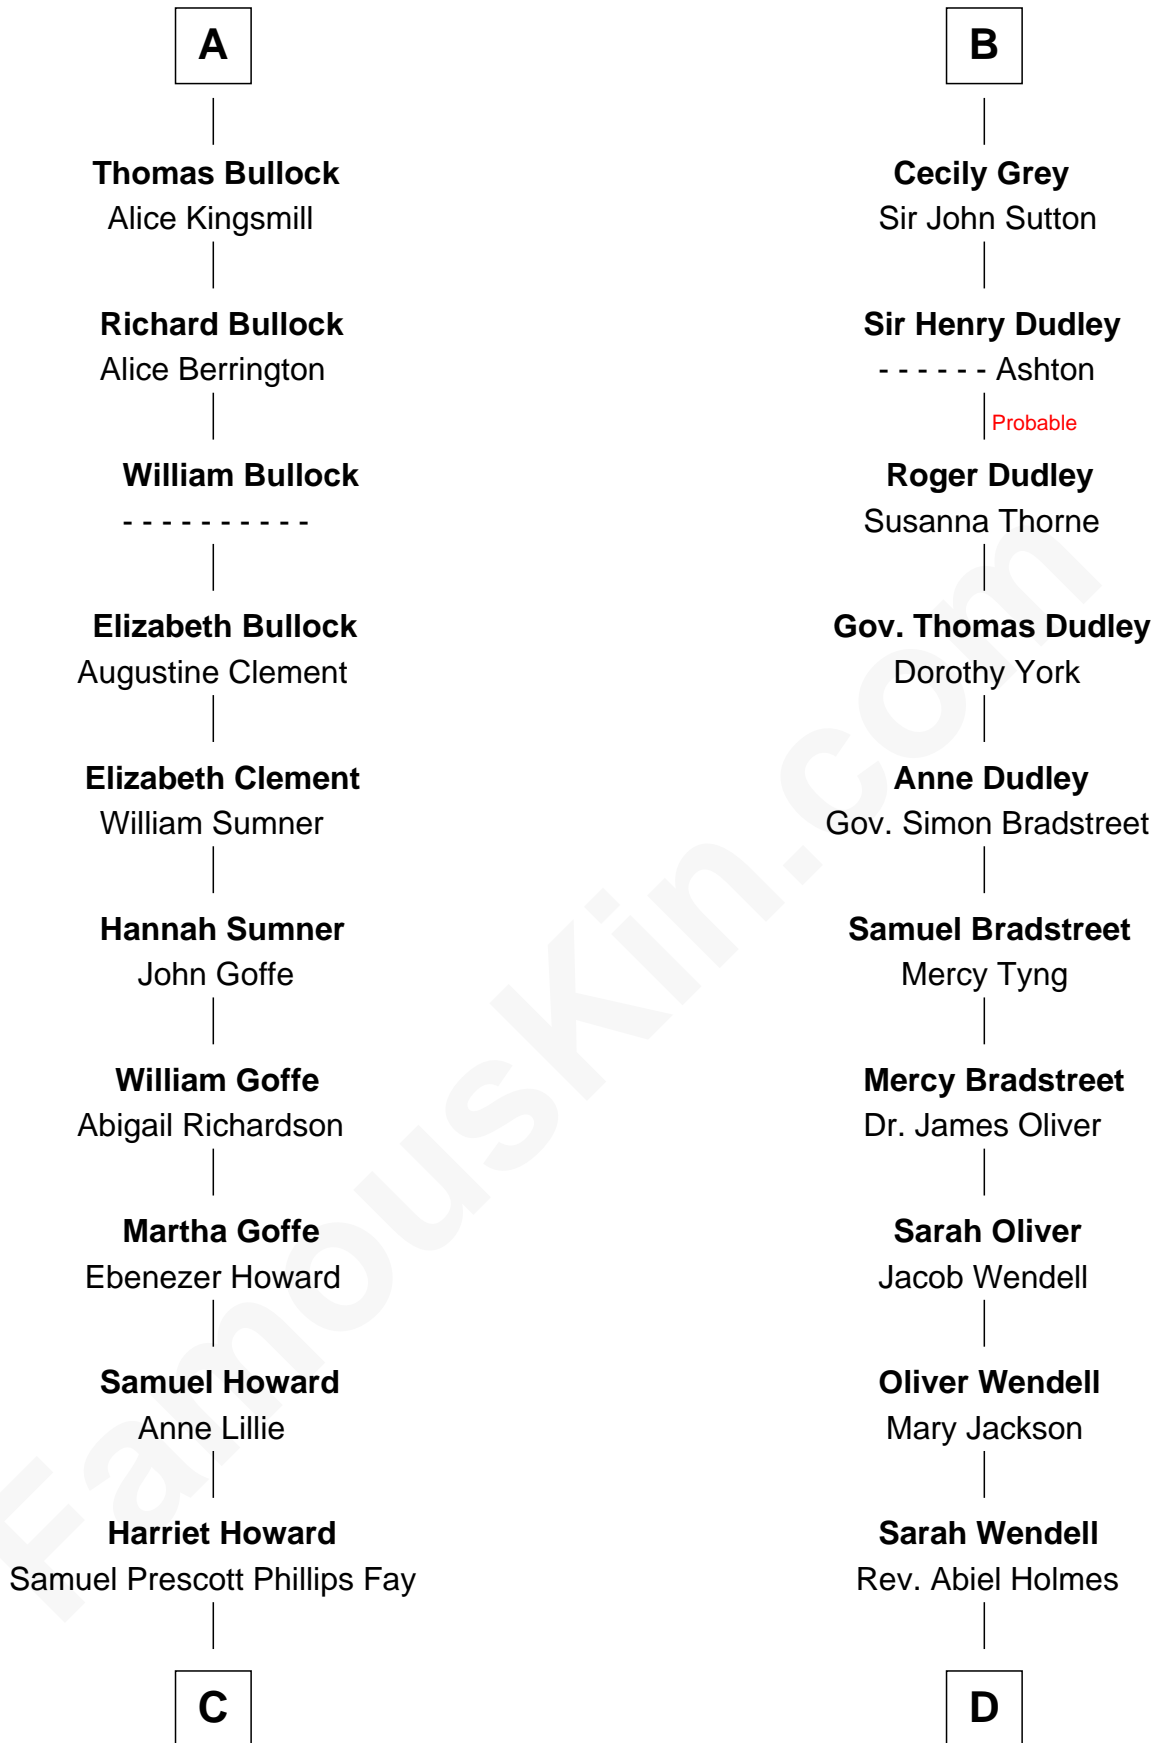 A
Thomas Bullock
Alice Kingsmill
Richard Bullock
Alice Berrington
William Bullock
- - - - - - - - - -
Elizabeth Bullock
Augustine Clement
Elizabeth Clement
William Sumner
Hannah Sumner
John Goffe
William Goffe
Abigail Richardson
Martha Goffe
Ebenezer Howard
Samuel Howard
Anne Lillie
Harriet Howard
Samuel Prescott Phillips Fay
C
B
Cecily Grey
Sir John Sutton
Sir Henry Dudley
- - - - - - Ashton
Probable
Roger Dudley
Susanna Thorne
Gov. Thomas Dudley
Dorothy York
Anne Dudley
Gov. Simon Bradstreet
Samuel Bradstreet
Mercy Tyng
Mercy Bradstreet
Dr. James Oliver
Sarah Oliver
Jacob Wendell
Oliver Wendell
Mary Jackson
Sarah Wendell
Rev. Abiel Holmes
D
FamousKin.com